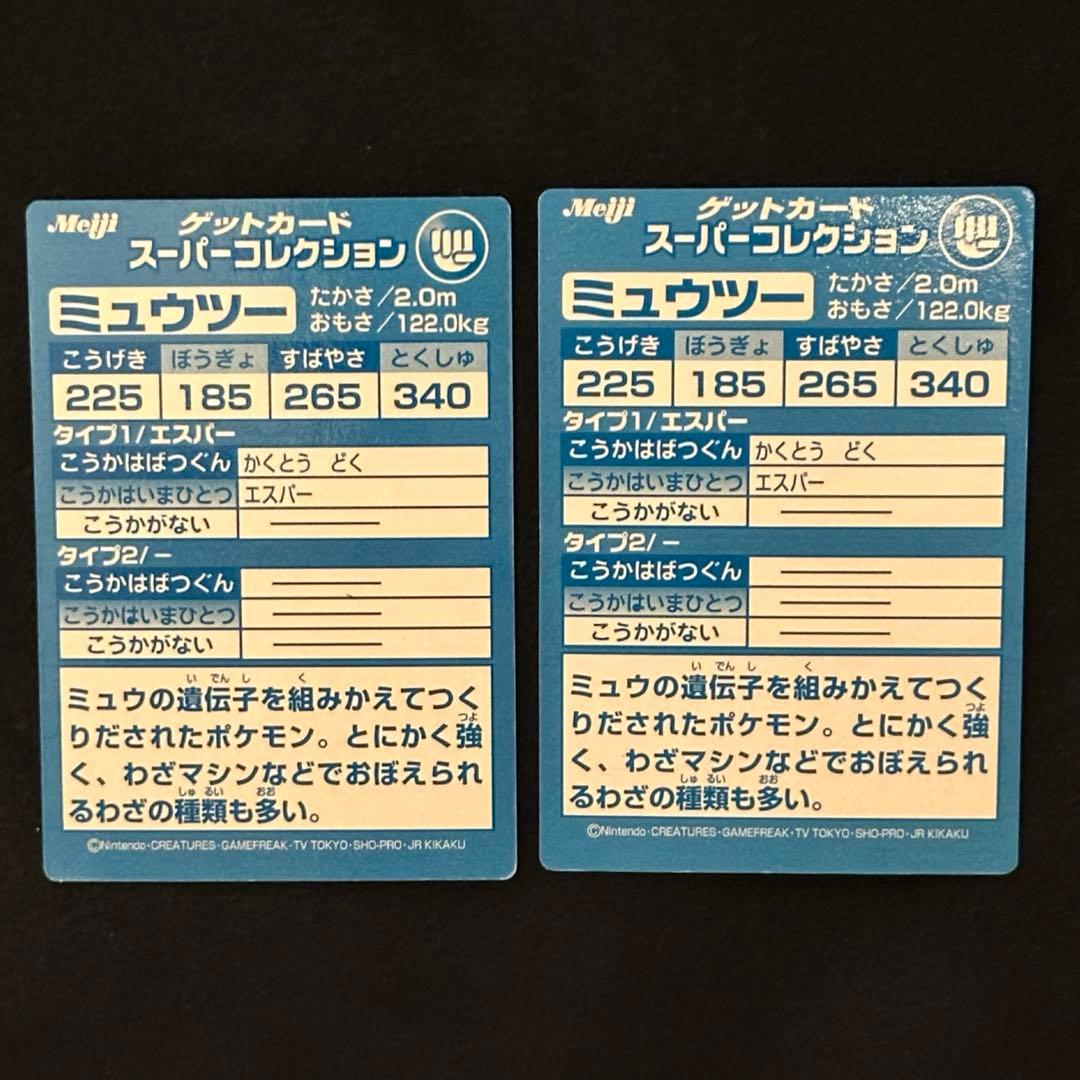 Meiji
ゲットカード
スーパーコレクション
ミュウツー
たかさ/2.0m
おもさ/122.0kg
こうげき ぼうぎょ すばやさ とくしゅ
225 185 265 340
タイプ1/エスパー
こうかはばつぐん かくとう どく
こうかはいまひとつ エスパー
こうかがない ―――
タイプ2/ー
こうかはばつぐん ―――
こうかはいまひとつ ―――
こうかがない ―――
い でん し く
ミュウの遺伝子を組みかえてつく
つよ
りだされたポケモン。とにかく強
く、わざマシンなどでおぼえられ
しゅ るい おお
るわざの種類も多い。
©Nintendo・CREATURES・GAMEFREAK・TV TOKYO・SHO-PRO・JR KIKAKU
Meiji
ゲットカード
スーパーコレクション
ミュウツー
たかさ/2.0m
おもさ/122.0kg
こうげき ぼうぎょ すばやさ とくしゅ
225 185 265 340
タイプ1/エスパー
こうかはばつぐん かくとう どく
こうかはいまひとつ エスパー
こうかがない ―――
タイプ2/ー
こうかはばつぐん ―――
こうかはいまひとつ ―――
こうかがない ―――
い でん し く
ミュウの遺伝子を組みかえてつく
つよ
りだされたポケモン。とにかく強
く、わざマシンなどでおぼえられ
しゅ るい おお
るわざの種類も多い。
©Nintendo・CREATURES・GAMEFREAK・TV TOKYO・SHO-PRO・JR KIKAKU